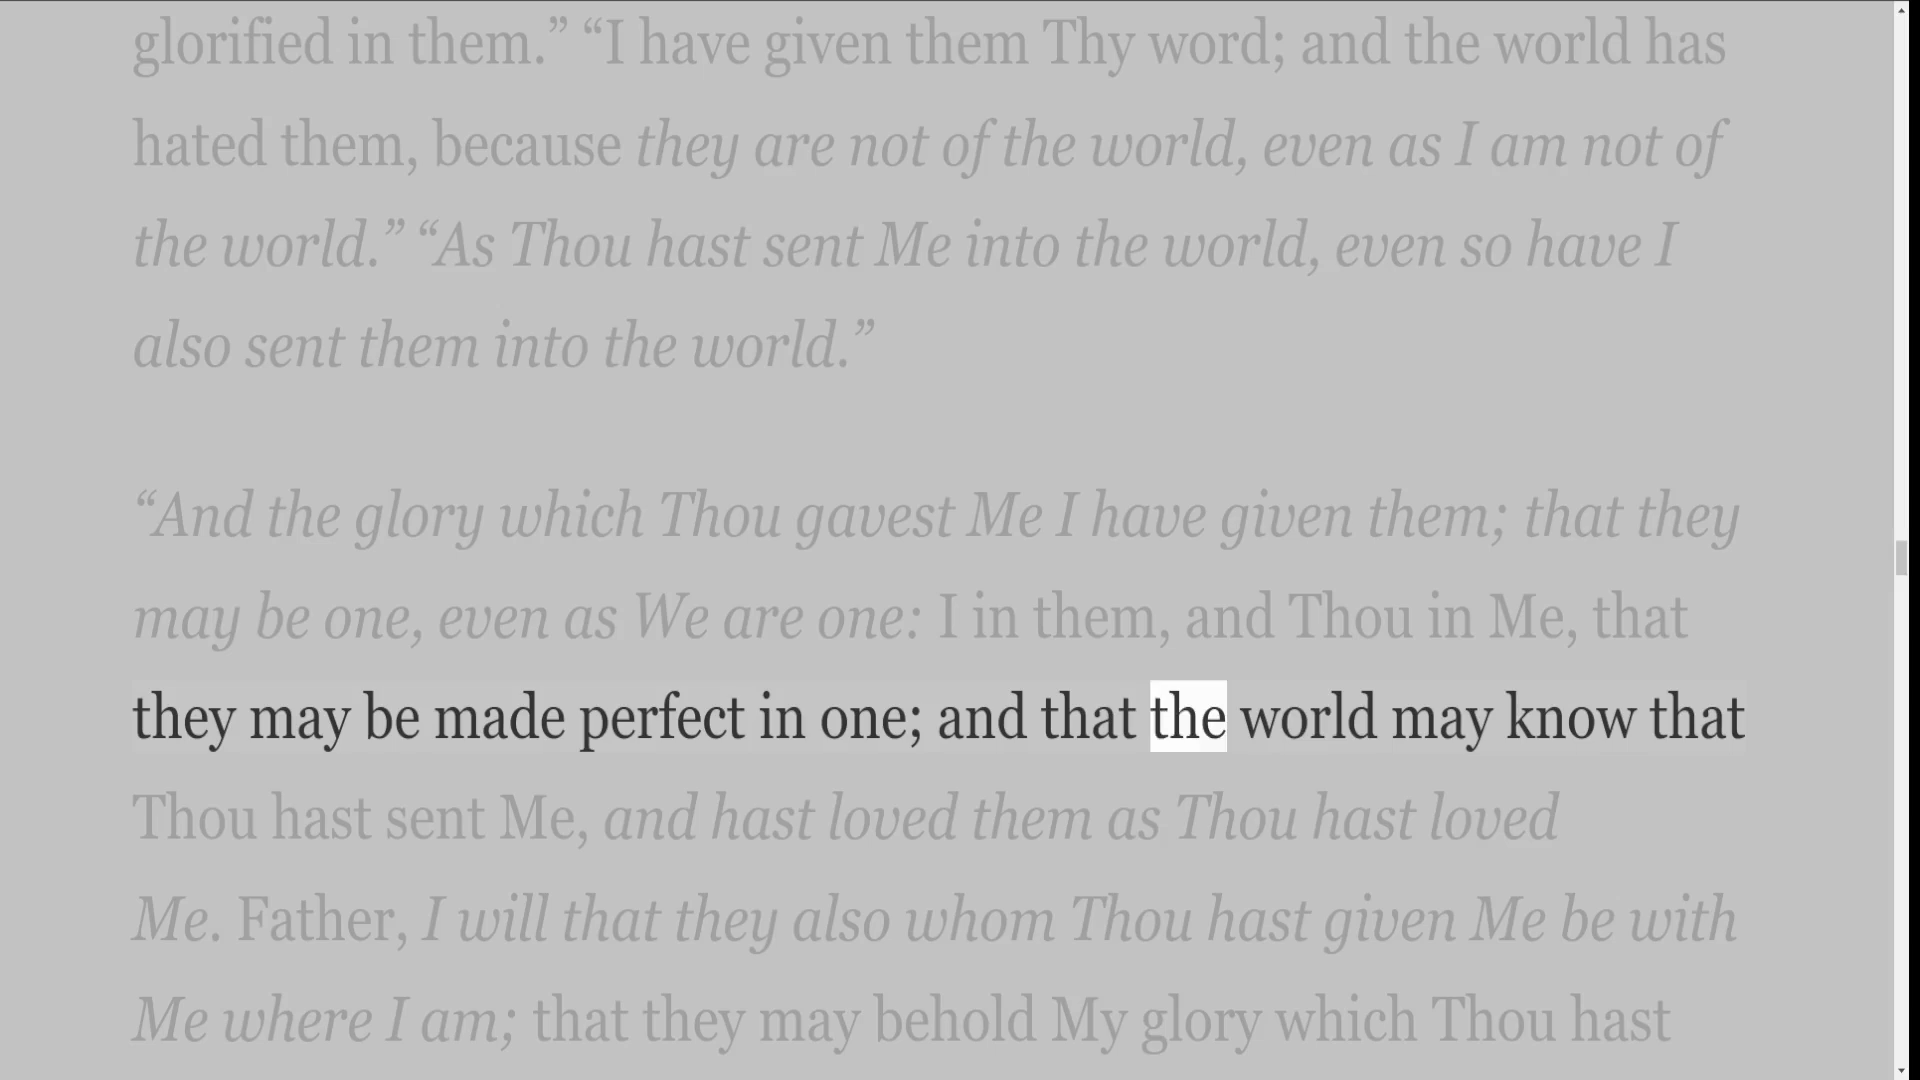 glorified in them.” “I have given them Thy word; and the world has
hated them, because they are not of the world, even as I am not of
the world.” “As Thou hast sent Me into the world, even so have I
also sent them into the world.”
“And the glory which Thou gavest Me I have given them; that they
may be one, even as We are one: I in them, and Thou in Me, that
they may be made perfect in one; and that the world may know that
Thou hast sent Me, and hast loved them as Thou hast loved
Me. Father, I will that they also whom Thou hast given Me be with
Me where I am; that they may behold My glory which Thou hast